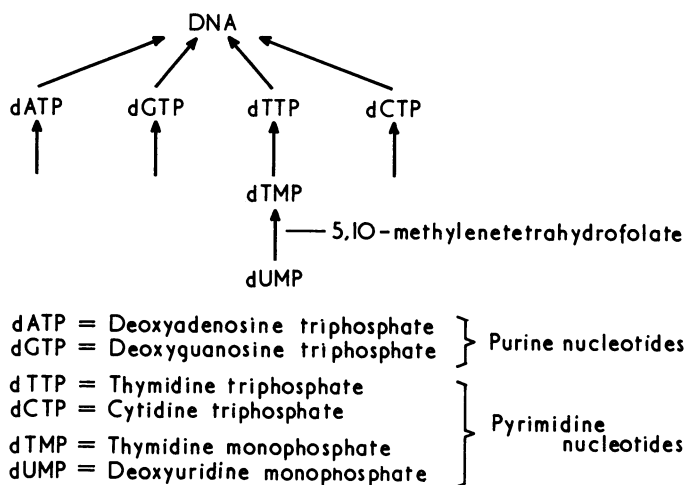 DNA
dATP dGTP dTTP dCTP
dTMP
5,10-methylenetetrahydrofolate
dUMP
dATP = Deoxyadenosine triphosphate
dGTP = Deoxyguanosine triphosphate
Purine nucleotides
dTTP = Thymidine triphosphate
dCTP = Cytidine triphosphate
dTMP = Thymidine monophosphate
dUMP = Deoxyuridine monophosphate
Pyrimidine
nucleotides